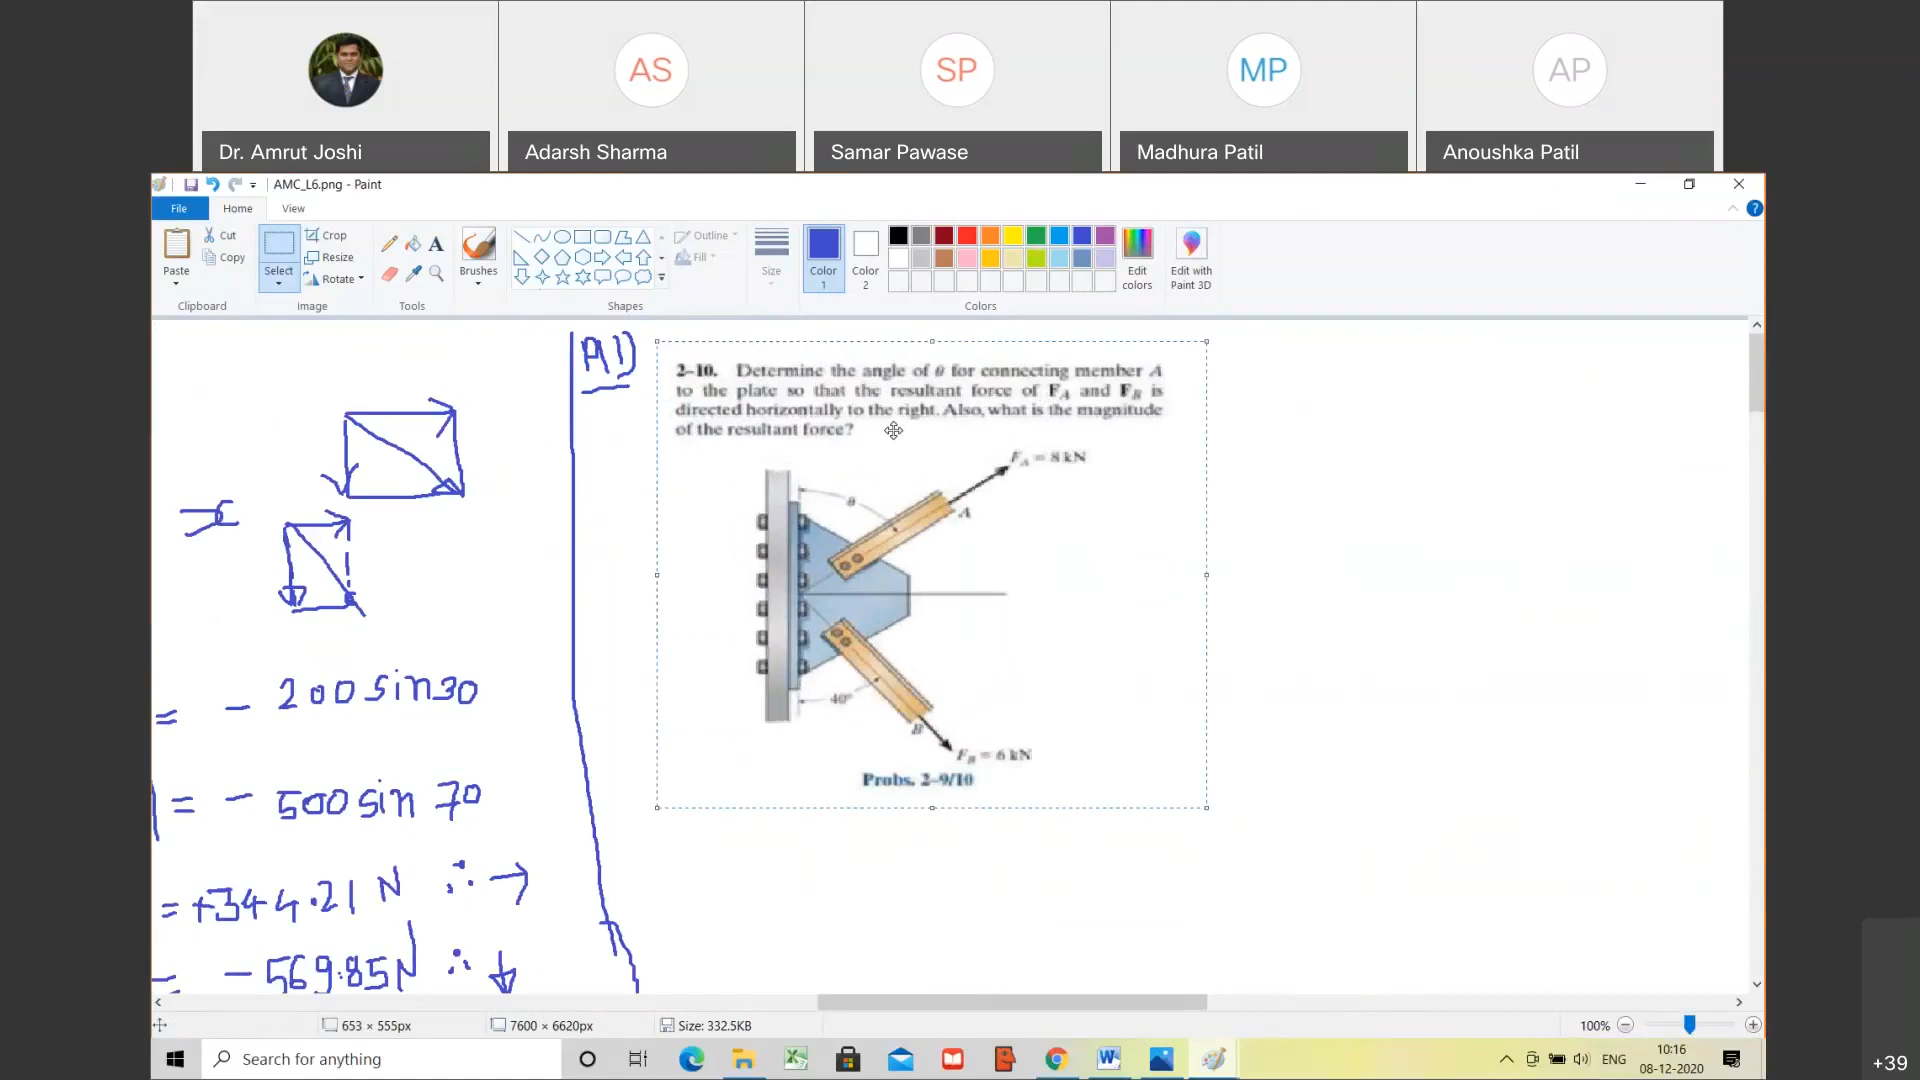 AS
SP
MP
AP
Dr. Amrut Joshi
Adarsh Sharma
Samar Pawase
Madhura Patil
Anoushka Patil
AMC_L6.png - Paint
File
Home
View
Cut
Crop
Outline
Copy
Resize
Fill
Paste
Select
Rotate
Brushes
Size
Color
1
Color
2
Edit
colors
Edit with
Paint 3D
Clipboard
Image
Tools
Shapes
Colors
A1)
2–10. Determine the angle of θ for connecting member A
to the plate so that the resultant force of F_A and F_B is
directed horizontally to the right. Also, what is the magnitude
of the resultant force?
F_A = 8 kN
θ
A
40°
B
F_B = 6 kN
Probs. 2–9/10
= - 200 sin30
= - 500 sin 70
= +344.21 N ∴ →
= - 569.85N ∴ ↓
653 × 555px
7600 × 6620px
Size: 332.5KB
100%
Search for anything
ENG
10:16
08-12-2020
+39